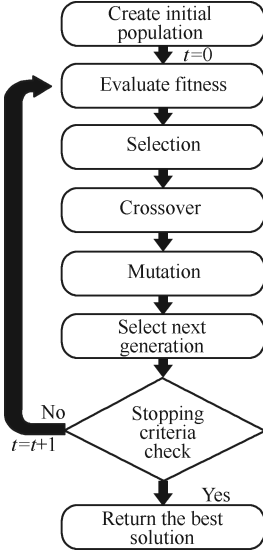 Create initial
population
t=0
Evaluate fitness
Selection
Crossover
Mutation
Select next
generation
Stopping
criteria
check
No
t=t+1
Yes
Return the best
solution